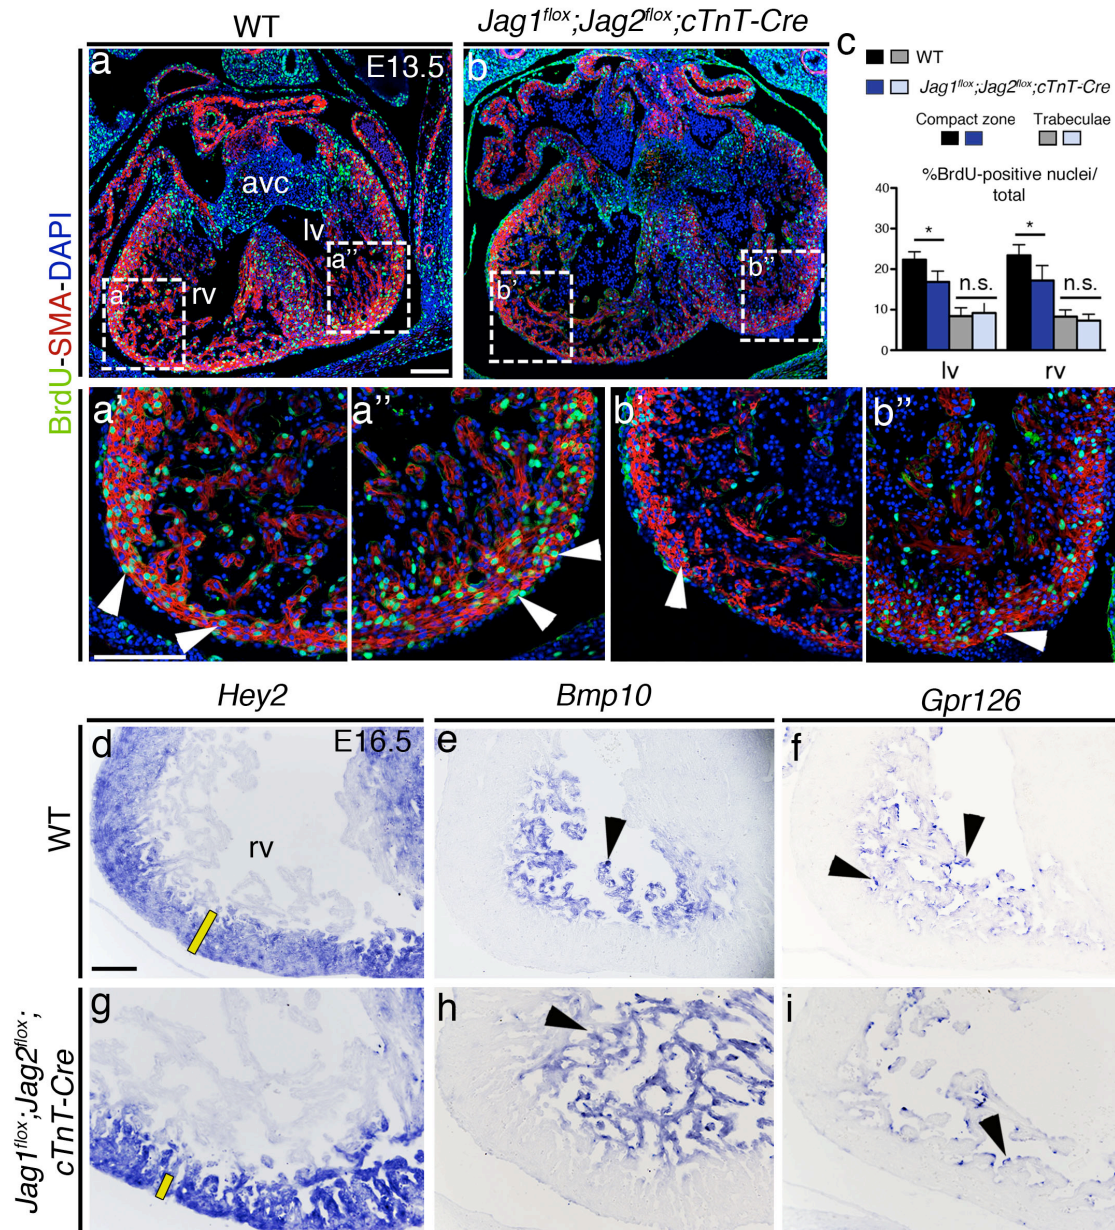 WT
Jag1flox;Jag2flox;cTnT-Cre
BrdU-SMA-DAPI
a
E13.5
avc
lv
rv
a'
a''
b
b'
b''
c
WT
Jag1flox;Jag2flox;cTnT-Cre
Compact zone
Trabeculae
%BrdU-positive nuclei/
total
40
30
20
10
0
*
n.s.
*
n.s.
lv
rv
a'
a''
b'
b''
Hey2
Bmp10
Gpr126
WT
d
E16.5
rv
e
f
Jag1flox;Jag2flox;
cTnT-Cre
g
h
i